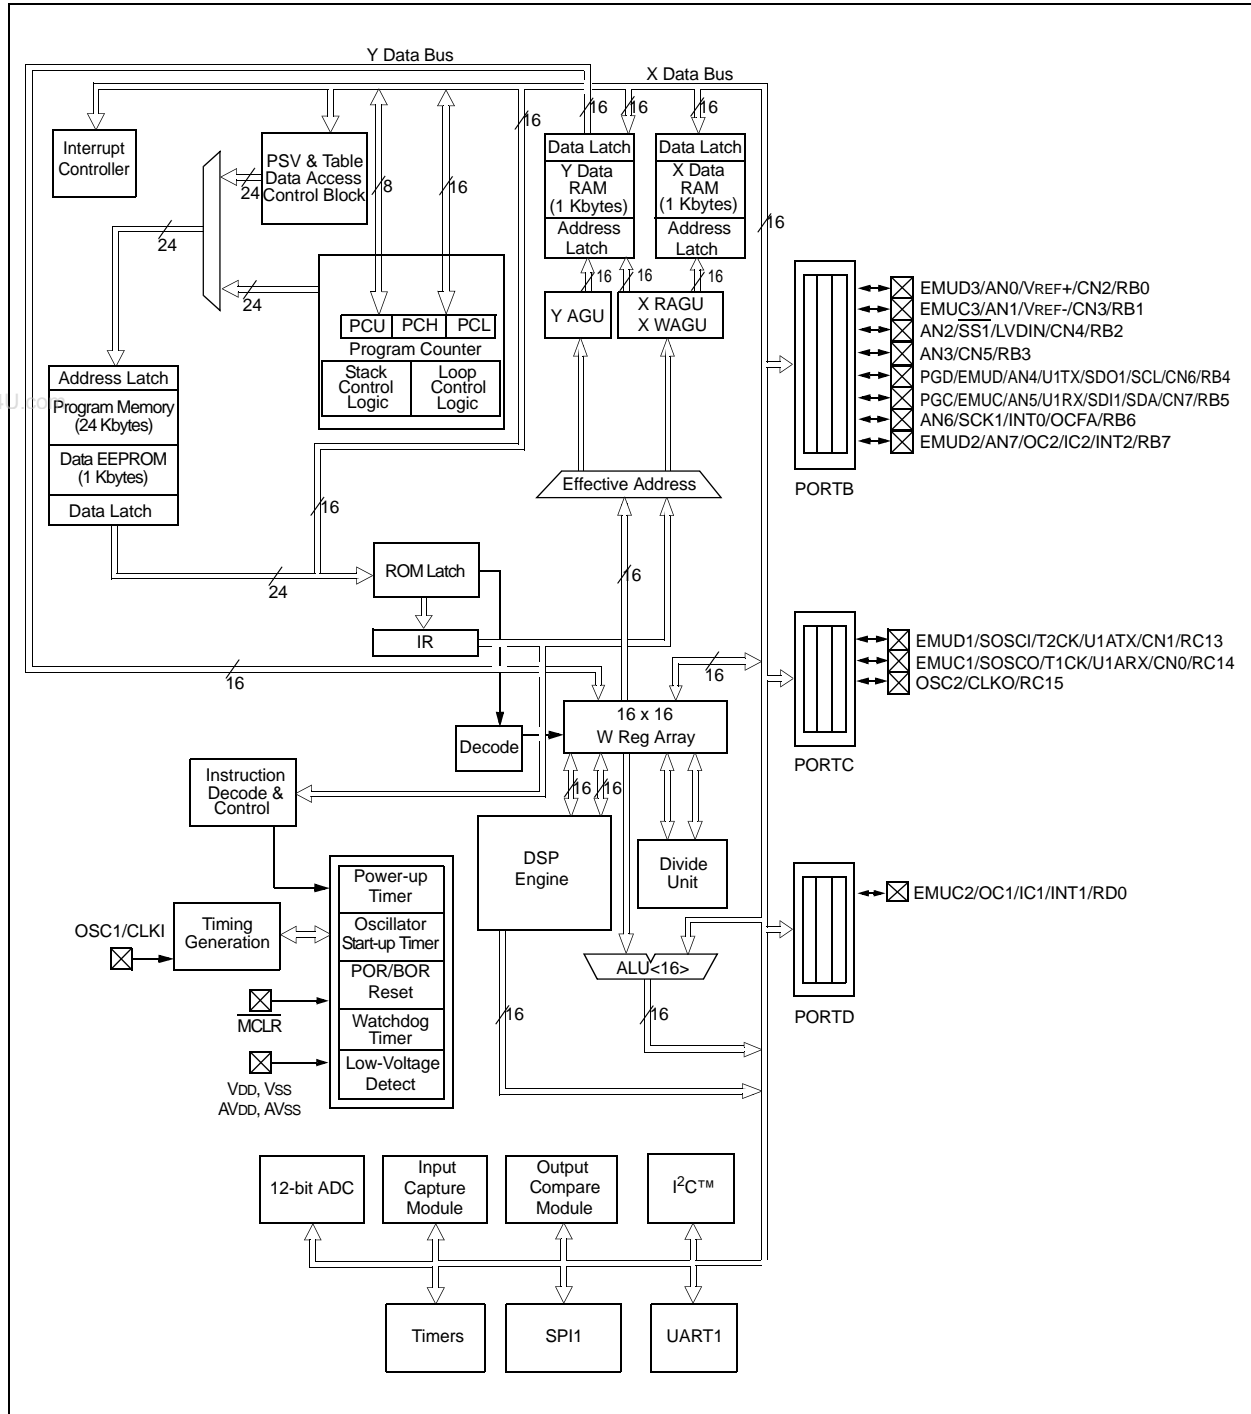 Y Data Bus
X Data Bus
16
16
16
16
Interrupt
Controller
PSV & Table
Data Access
Control Block
24
8
16
24
24
Data Latch
Y Data
RAM
(1 Kbytes)
Address
Latch
Data Latch
X Data
RAM
(1 Kbytes)
Address
Latch
16
16
16
16
Y AGU
X RAGU
X WAGU
PCU
PCH
PCL
Program Counter
Stack
Control
Logic
Loop
Control
Logic
Address Latch
4U.com
Program Memory
(24 Kbytes)
Data EEPROM
(1 Kbytes)
Data Latch
Effective Address
16
24
ROM Latch
IR
16
16
16
16 x 16
W Reg Array
Decode
Instruction
Decode &
Control
16
16
DSP
Engine
Divide
Unit
Power-up
Timer
Oscillator
Start-up Timer
POR/BOR
Reset
Watchdog
Timer
Low-Voltage
Detect
OSC1/CLKI
Timing
Generation
MCLR
VDD, VSS
AVDD, AVSS
ALU<16>
16
16
EMUD3/AN0/VREF+/CN2/RB0
EMUC3/AN1/VREF-/CN3/RB1
AN2/SS1/LVDIN/CN4/RB2
AN3/CN5/RB3
PGD/EMUD/AN4/U1TX/SDO1/SCL/CN6/RB4
PGC/EMUC/AN5/U1RX/SDI1/SDA/CN7/RB5
AN6/SCK1/INT0/OCFA/RB6
EMUD2/AN7/OC2/IC2/INT2/RB7
PORTB
EMUD1/SOSCI/T2CK/U1ATX/CN1/RC13
EMUC1/SOSCO/T1CK/U1ARX/CN0/RC14
OSC2/CLKO/RC15
PORTC
EMUC2/OC1/IC1/INT1/RD0
PORTD
12-bit ADC
Input
Capture
Module
Output
Compare
Module
I2C™
Timers
SPI1
UART1